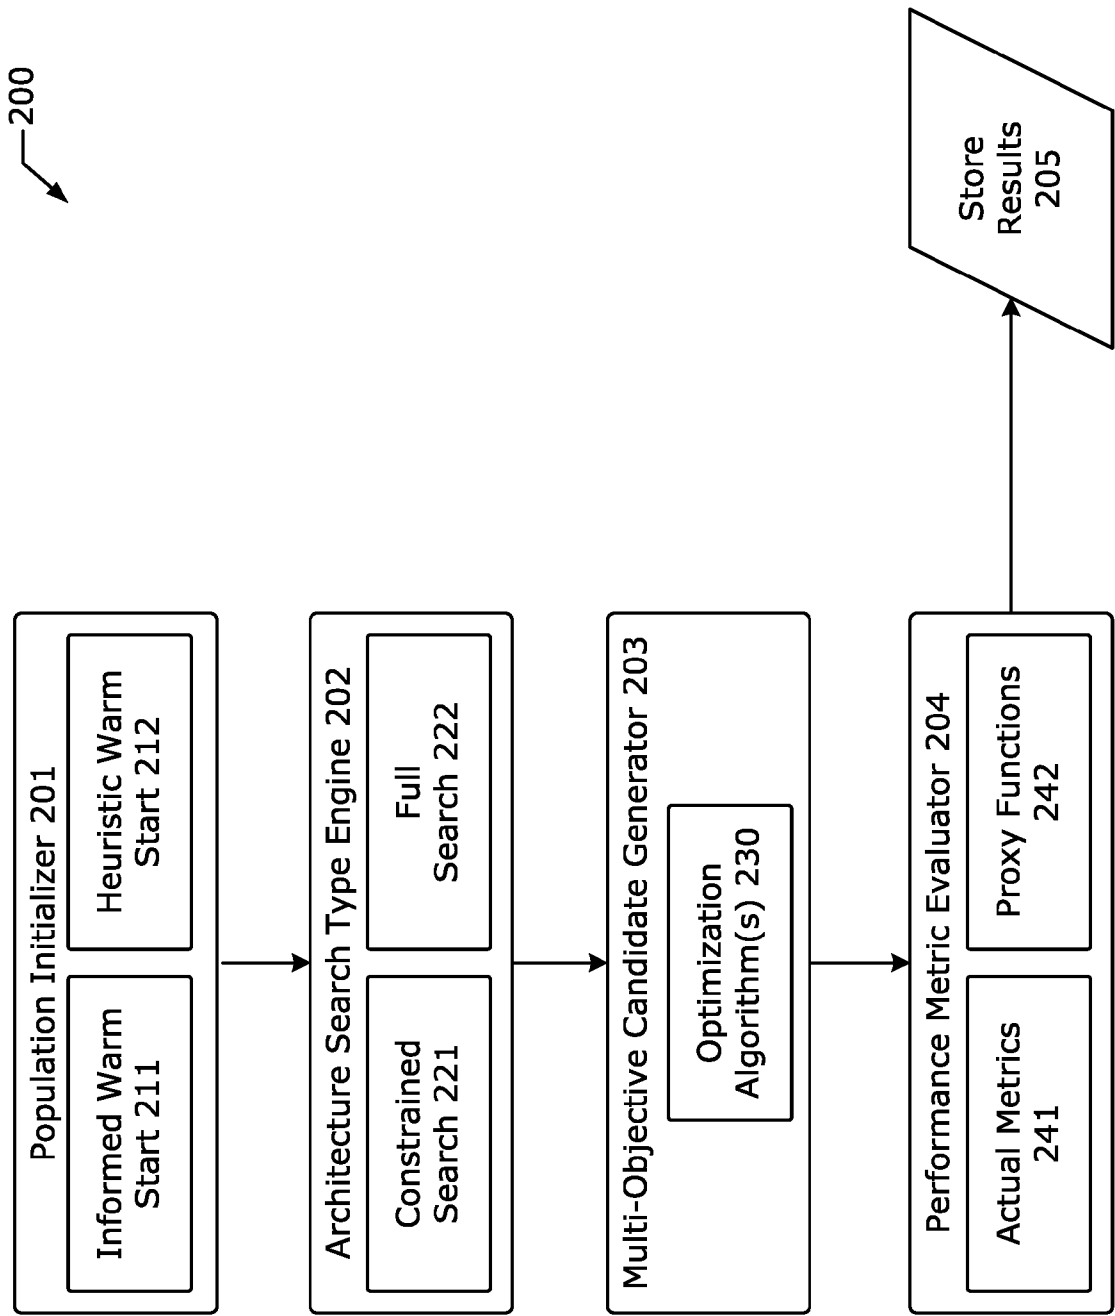 200
Population Initializer 201
Informed Warm
Start 211
Heuristic Warm
Start 212
Architecture Search Type Engine 202
Constrained
Search 221
Full
Search 222
Multi-Objective Candidate Generator 203
Optimization
Algorithm(s) 230
Performance Metric Evaluator 204
Actual Metrics
241
Proxy Functions
242
Store
Results
205